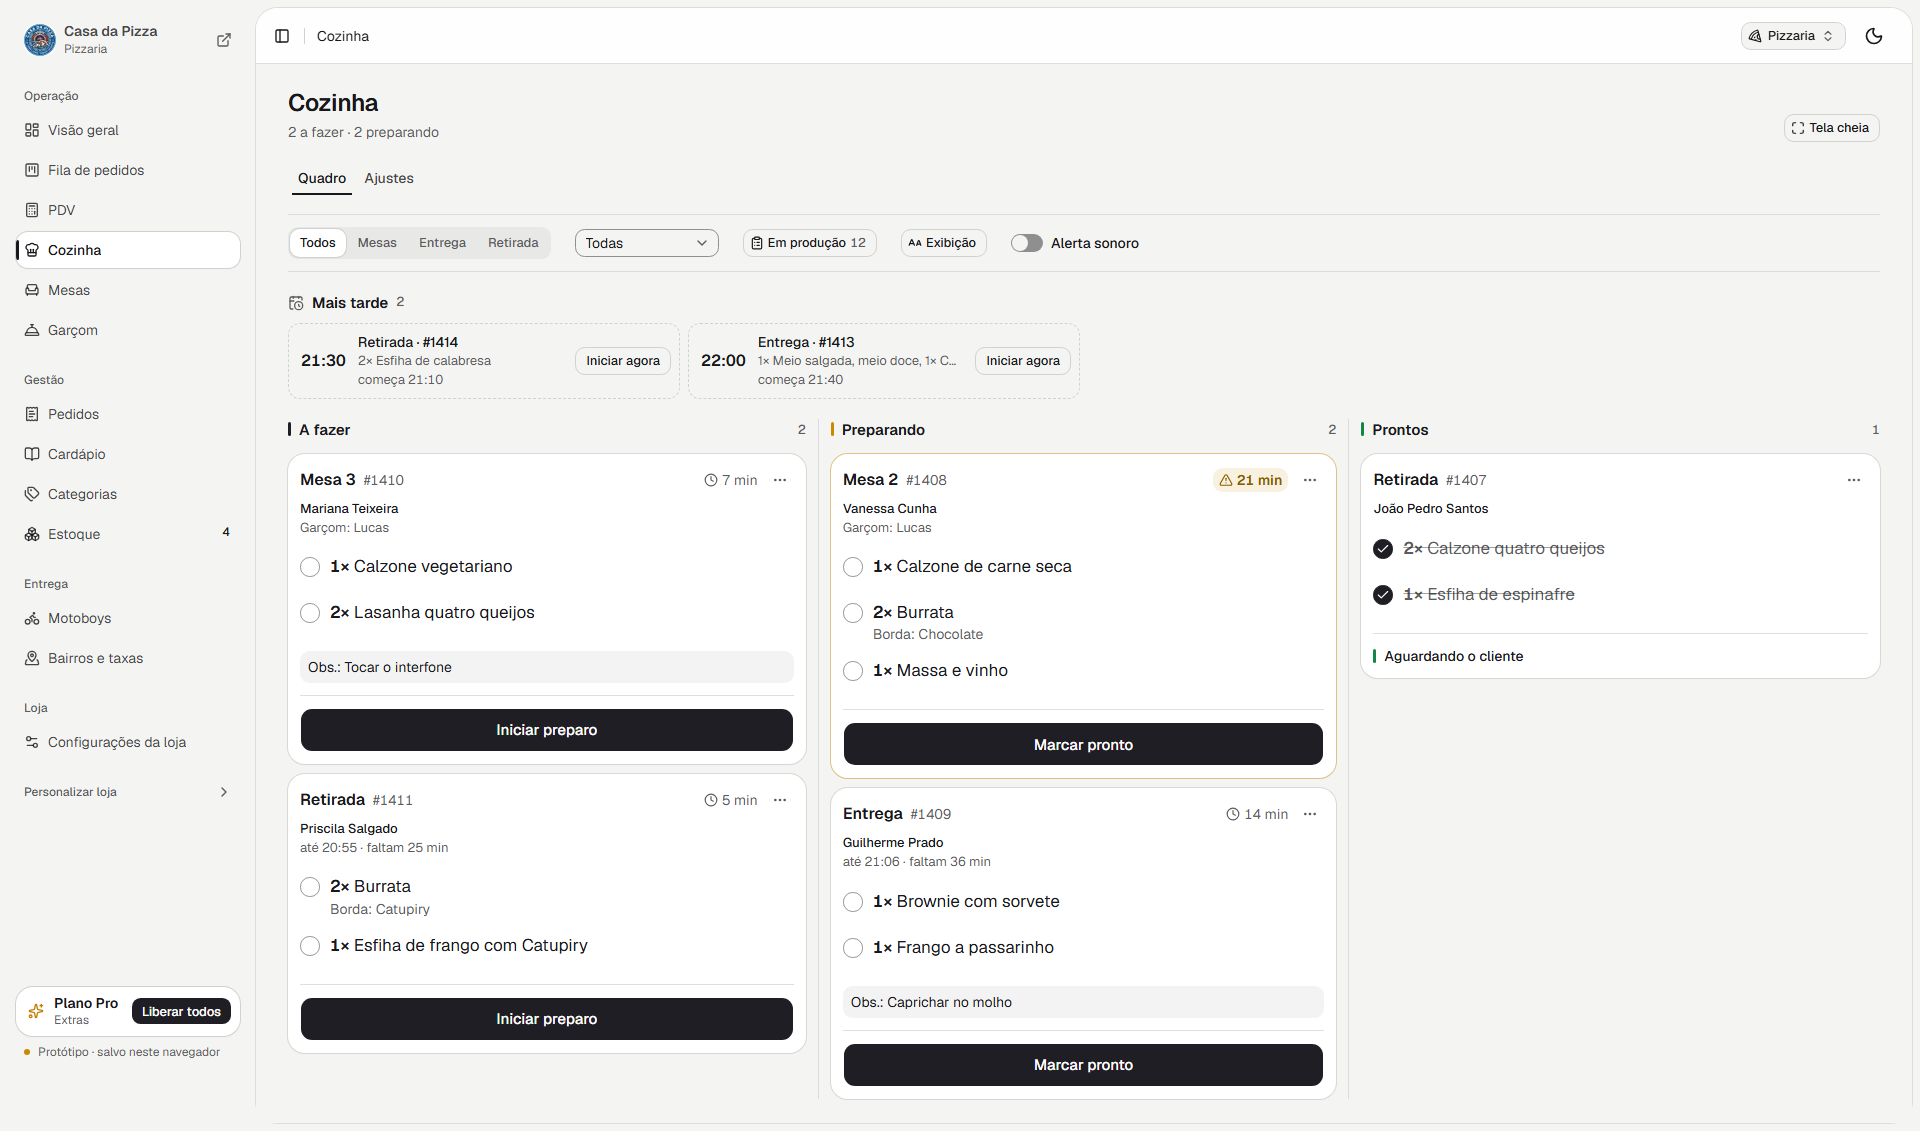 Casa da Pizza
Pizzaria
Operação
Visão geral
Fila de pedidos
PDV
Cozinha
Mesas
Garçom
Gestão
Pedidos
Cardápio
Categorias
Estoque 4
Entrega
Motoboys
Bairros e taxas
Loja
Configurações da loja
Personalizar loja
Plano Pro
Extras
Liberar todos
Protótipo · salvo neste navegador
Cozinha
Pizzaria
Cozinha
2 a fazer · 2 preparando
Tela cheia
Quadro Ajustes
Todos Mesas Entrega Retirada
Todas
Em produção 12
AA Exibição
Alerta sonoro
Mais tarde 2
21:30
Retirada · #1414
2× Esfiha de calabresa
começa 21:10
Iniciar agora
22:00
Entrega · #1413
1× Meio salgada, meio doce, 1× C...
começa 21:40
Iniciar agora
A fazer 2
Mesa 3 #1410 7 min
Mariana Teixeira
Garçom: Lucas
1× Calzone vegetariano
2× Lasanha quatro queijos
Obs.: Tocar o interfone
Iniciar preparo
Retirada #1411 5 min
Priscila Salgado
até 20:55 · faltam 25 min
2× Burrata
Borda: Catupiry
1× Esfiha de frango com Catupiry
Iniciar preparo
Preparando 2
Mesa 2 #1408 21 min
Vanessa Cunha
Garçom: Lucas
1× Calzone de carne seca
2× Burrata
Borda: Chocolate
1× Massa e vinho
Marcar pronto
Entrega #1409 14 min
Guilherme Prado
até 21:06 · faltam 36 min
1× Brownie com sorvete
1× Frango a passarinho
Obs.: Caprichar no molho
Marcar pronto
Prontos 1
Retirada #1407
João Pedro Santos
2× Calzone quatro queijos
1× Esfiha de espinafre
Aguardando o cliente